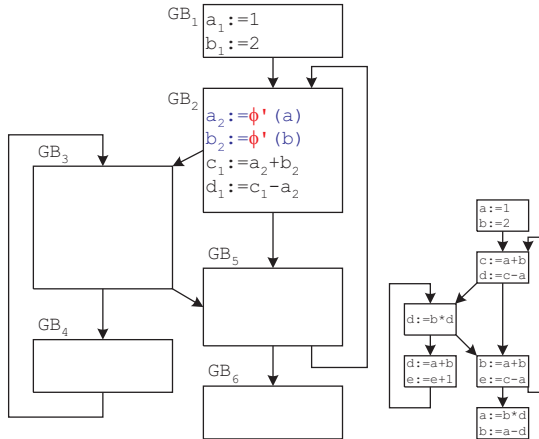 GB₁
a₁:=1
b₁:=2
GB₂
a₂:=ϕ'(a)
b₂:=ϕ'(b)
c₁:=a₂+b₂
d₁:=c₁-a₂
GB₃
GB₅
GB₄
GB₆
a:=1
b:=2
c:=a+b
d:=c-a
d:=b*d
d:=a+b
e:=e+1
b:=a+b
e:=c-a
a:=b*d
b:=a-d